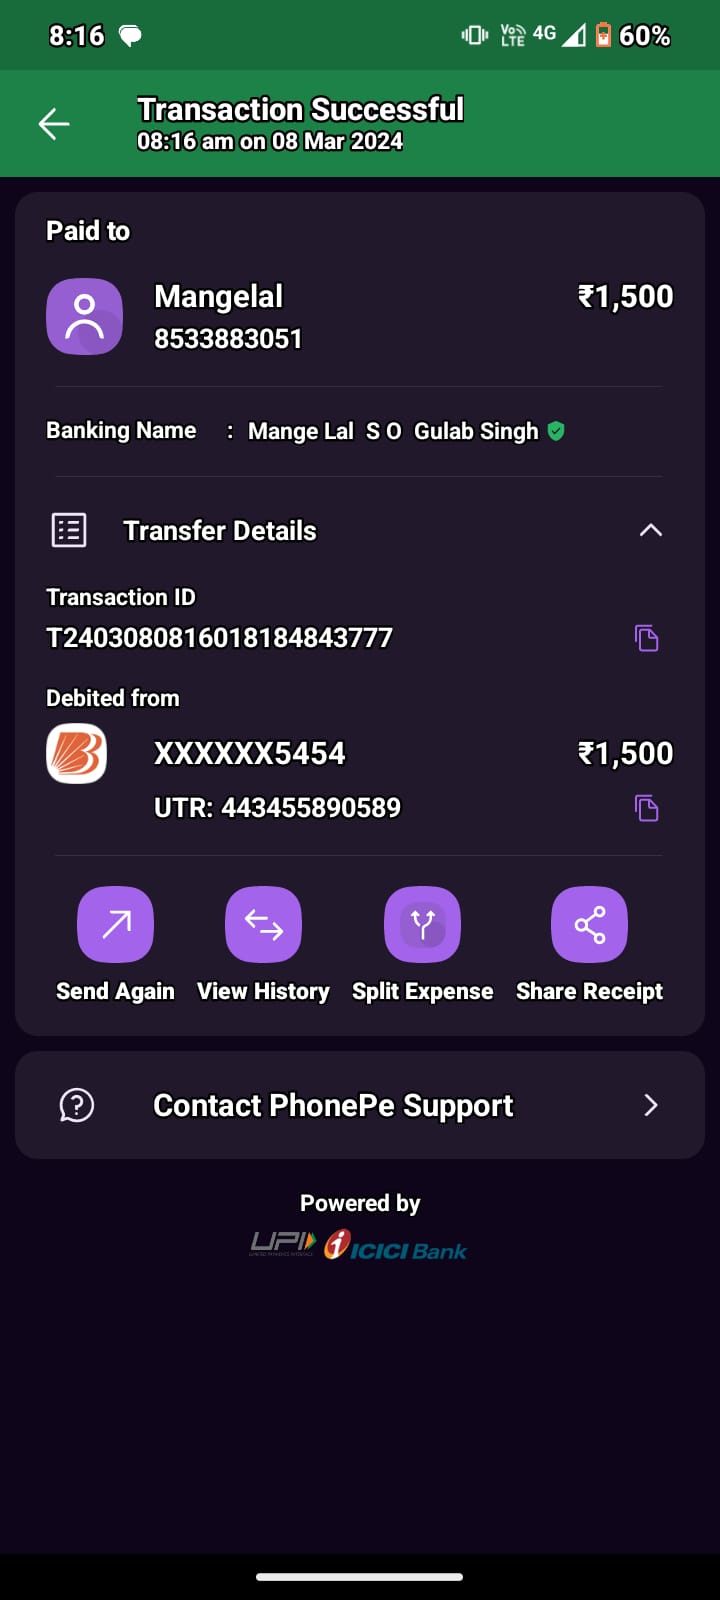 8:16 Vo LTE 4G 60%
Transaction Successful
08:16 am on 08 Mar 2024
Paid to
Mangelal ₹1,500
8533883051
Banking Name : Mange Lal S O Gulab Singh
Transfer Details
Transaction ID
T2403080816018184843777
Debited from
XXXXXX5454 ₹1,500
UTR: 443455890589
Send Again View History Split Expense Share Receipt
Contact PhonePe Support
Powered by
UPI ICICI Bank